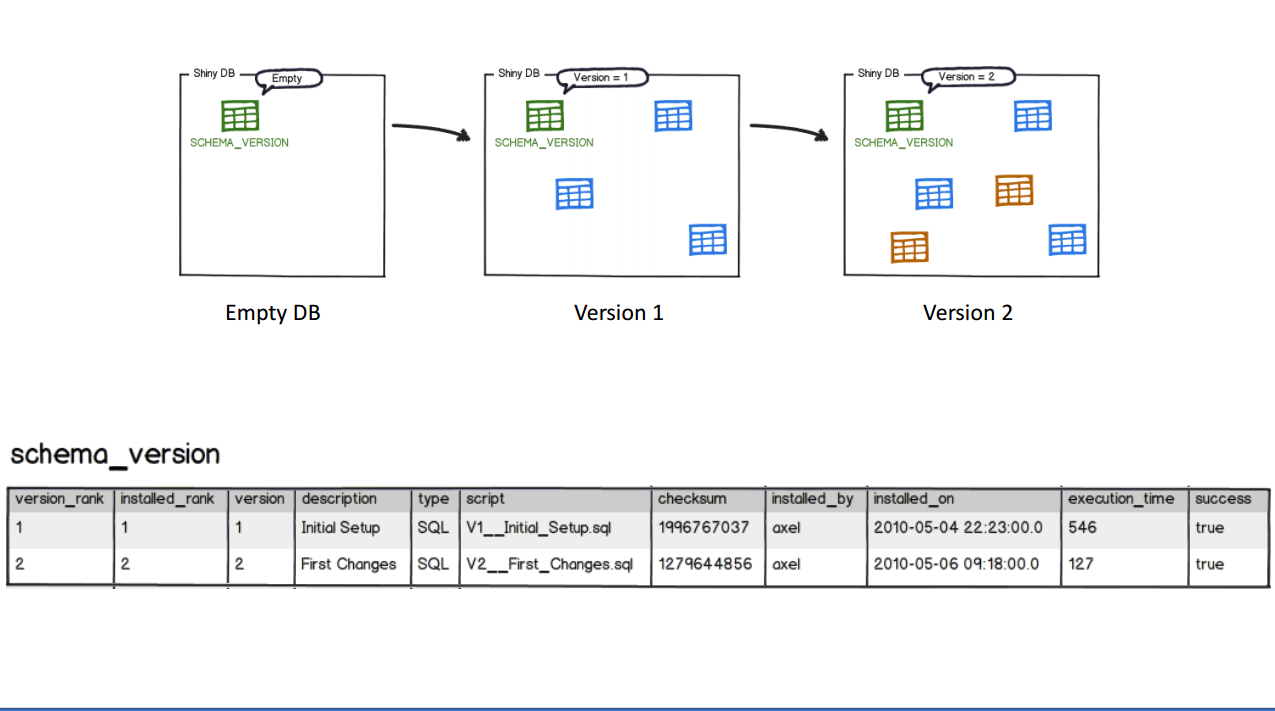 Shiny DB Empty
SCHEMA_VERSION
Shiny DB Version = 1
SCHEMA_VERSION
Shiny DB Version = 2
SCHEMA_VERSION
Empty DB
Version 1
Version 2
schema_version
version_rank installed_rank version description type script checksum installed_by installed_on execution_time success
1 1 1 Initial Setup SQL V1__Initial_Setup.sql 1996767037 axel 2010-05-04 22:23:00.0 546 true
2 2 2 First Changes SQL V2__First_Changes.sql 1279644856 axel 2010-05-06 09:18:00.0 127 true